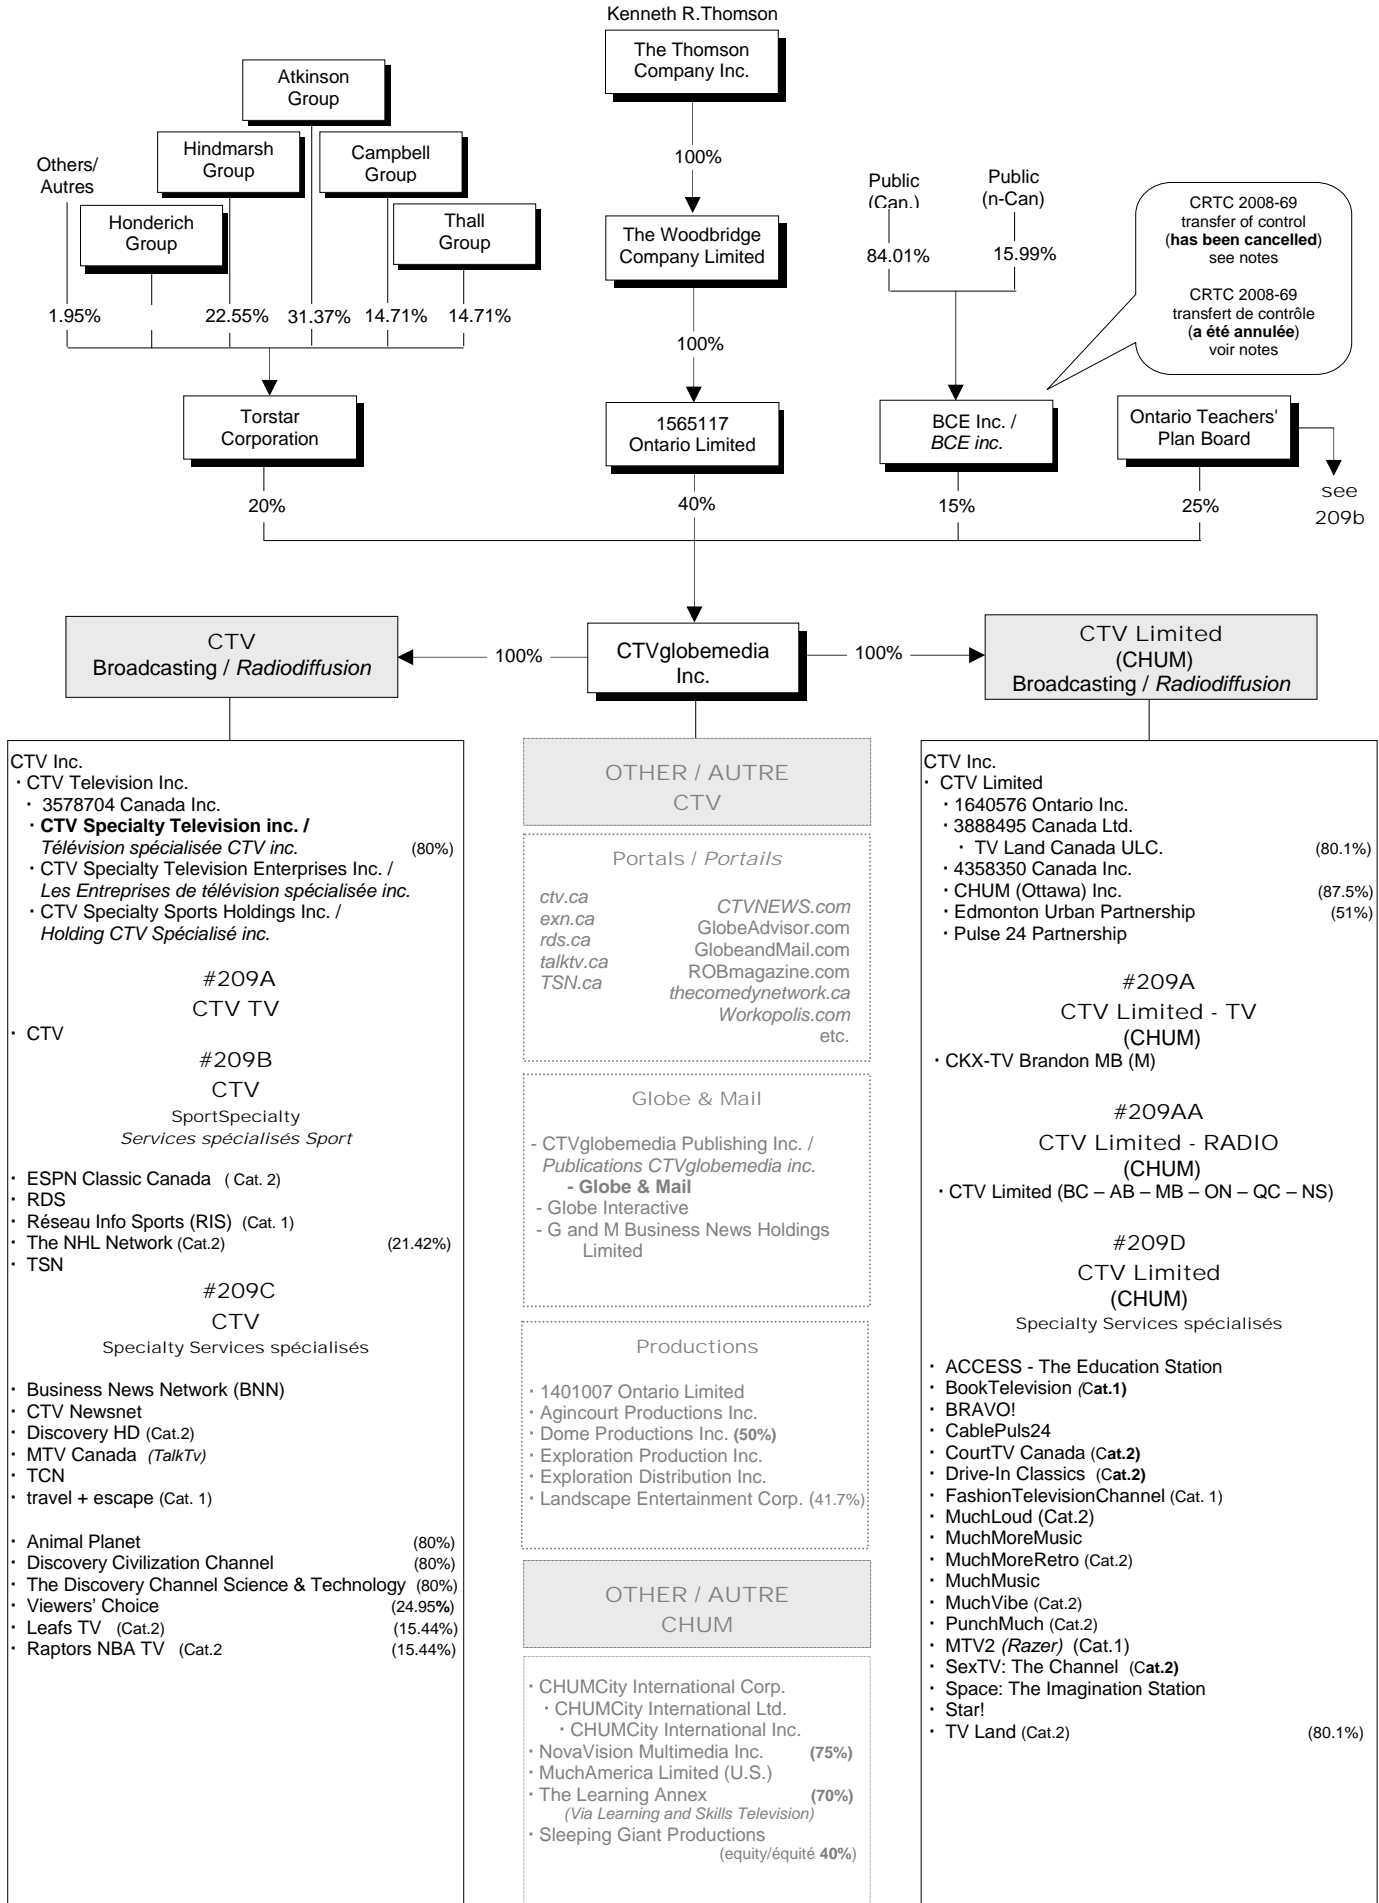 Kenneth R.Thomson
The Thomson
Company Inc.
Atkinson
Group
Hindmarsh
Group
Campbell
Group
Others/
Autres
Honderich
Group
Thall
Group
1.95%
22.55%
31.37%
14.71%
14.71%
Torstar
Corporation
20%
100%
The Woodbridge
Company Limited
100%
1565117
Ontario Limited
40%
Public
(Can.)
Public
(n-Can)
84.01%
15.99%
CRTC 2008-69
transfer of control
(has been cancelled)
see notes
CRTC 2008-69
transfert de contrôle
(a été annulée)
voir notes
BCE Inc. /
BCE inc.
15%
Ontario Teachers'
Plan Board
25%
see
209b
CTV
Broadcasting / Radiodiffusion
100%
CTVglobemedia
Inc.
100%
CTV Limited
(CHUM)
Broadcasting / Radiodiffusion
CTV Inc.
· CTV Television Inc.
· 3578704 Canada Inc.
· CTV Specialty Television inc. /
Télévision spécialisée CTV inc. (80%)
· CTV Specialty Television Enterprises Inc. /
Les Entreprises de télévision spécialisée inc.
· CTV Specialty Sports Holdings Inc. /
Holding CTV Spécialisé inc.
#209A
CTV TV
· CTV
#209B
CTV
SportSpecialty
Services spécialisés Sport
· ESPN Classic Canada ( Cat. 2)
· RDS
· Réseau Info Sports (RIS) (Cat. 1)
· The NHL Network (Cat.2) (21.42%)
· TSN
#209C
CTV
Specialty Services spécialisés
· Business News Network (BNN)
· CTV Newsnet
· Discovery HD (Cat.2)
· MTV Canada (TalkTv)
· TCN
· travel + escape (Cat. 1)
· Animal Planet (80%)
· Discovery Civilization Channel (80%)
· The Discovery Channel Science & Technology (80%)
· Viewers' Choice (24.95%)
· Leafs TV (Cat.2) (15.44%)
· Raptors NBA TV (Cat.2 (15.44%)
OTHER / AUTRE
CTV
Portals / Portails
ctv.ca
exn.ca
rds.ca
talktv.ca
TSN.ca
CTVNEWS.com
GlobeAdvisor.com
GlobeandMail.com
ROBmagazine.com
thecomedynetwork.ca
Workopolis.com
etc.
Globe & Mail
- CTVglobemedia Publishing Inc. /
Publications CTVglobemedia inc.
- Globe & Mail
- Globe Interactive
- G and M Business News Holdings
Limited
Productions
· 1401007 Ontario Limited
· Agincourt Productions Inc.
· Dome Productions Inc. (50%)
· Exploration Production Inc.
· Exploration Distribution Inc.
· Landscape Entertainment Corp. (41.7%)
OTHER / AUTRE
CHUM
· CHUMCity International Corp.
· CHUMCity International Ltd.
· CHUMCity International Inc.
· NovaVision Multimedia Inc. (75%)
· MuchAmerica Limited (U.S.)
· The Learning Annex (70%)
(Via Learning and Skills Television)
· Sleeping Giant Productions
(equity/équité 40%)
CTV Inc.
· CTV Limited
· 1640576 Ontario Inc.
· 3888495 Canada Ltd.
· TV Land Canada ULC. (80.1%)
· 4358350 Canada Inc.
· CHUM (Ottawa) Inc. (87.5%)
· Edmonton Urban Partnership (51%)
· Pulse 24 Partnership
#209A
CTV Limited - TV
(CHUM)
· CKX-TV Brandon MB (M)
#209AA
CTV Limited - RADIO
(CHUM)
· CTV Limited (BC – AB – MB – ON – QC – NS)
#209D
CTV Limited
(CHUM)
Specialty Services spécialisés
· ACCESS - The Education Station
· BookTelevision (Cat.1)
· BRAVO!
· CablePuls24
· CourtTV Canada (Cat.2)
· Drive-In Classics (Cat.2)
· FashionTelevisionChannel (Cat. 1)
· MuchLoud (Cat.2)
· MuchMoreMusic
· MuchMoreRetro (Cat.2)
· MuchMusic
· MuchVibe (Cat.2)
· PunchMuch (Cat.2)
· MTV2 (Razer) (Cat.1)
· SexTV: The Channel (Cat.2)
· Space: The Imagination Station
· Star!
· TV Land (Cat.2) (80.1%)